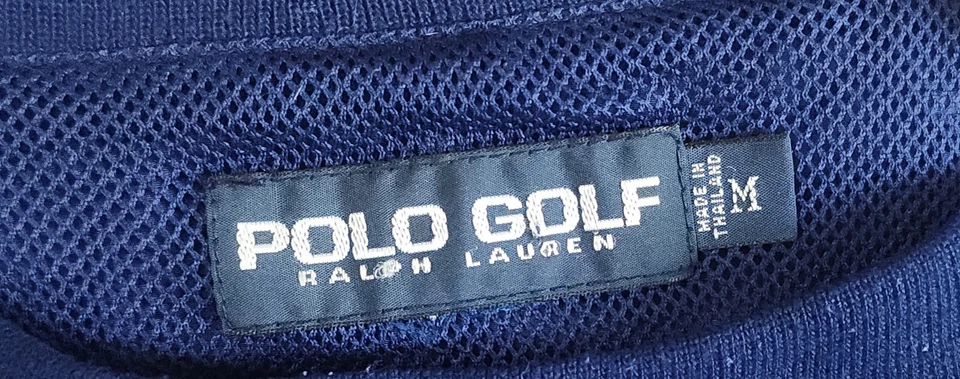 POLO GOLF
RALPH LAUREN
MADE IN
THAILAND
M